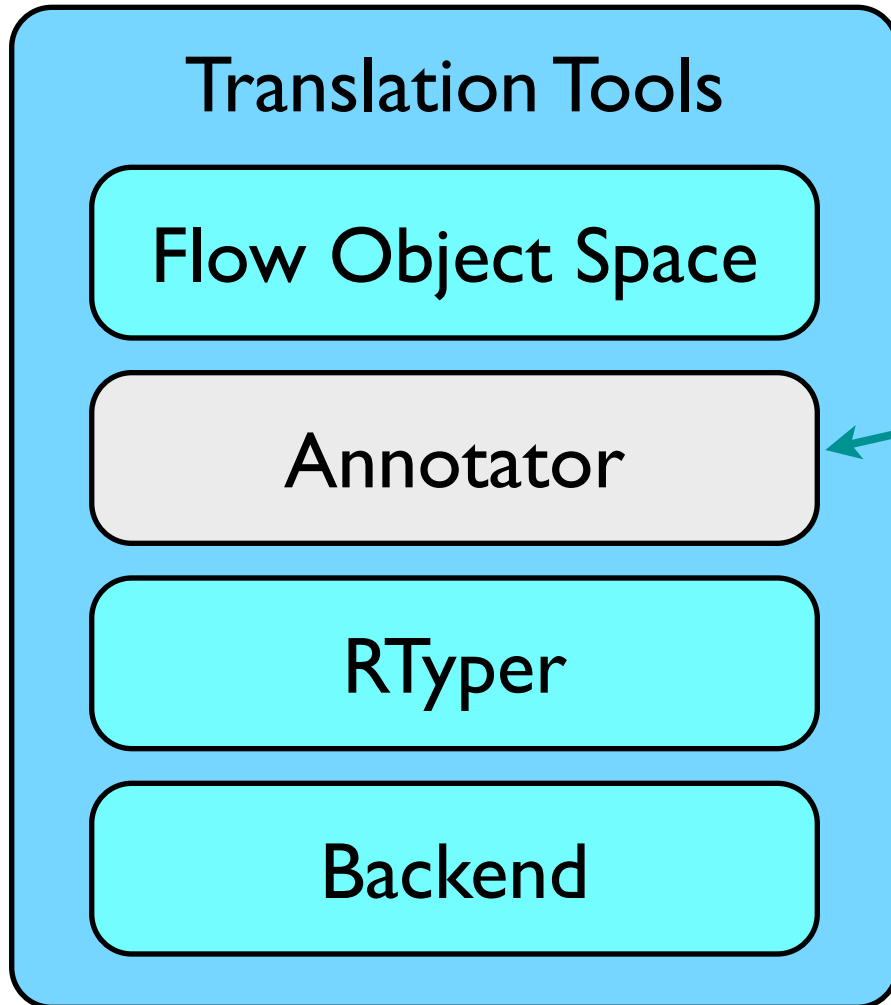 Translation Tools
Flow Object Space
Annotator
RTyper
Backend